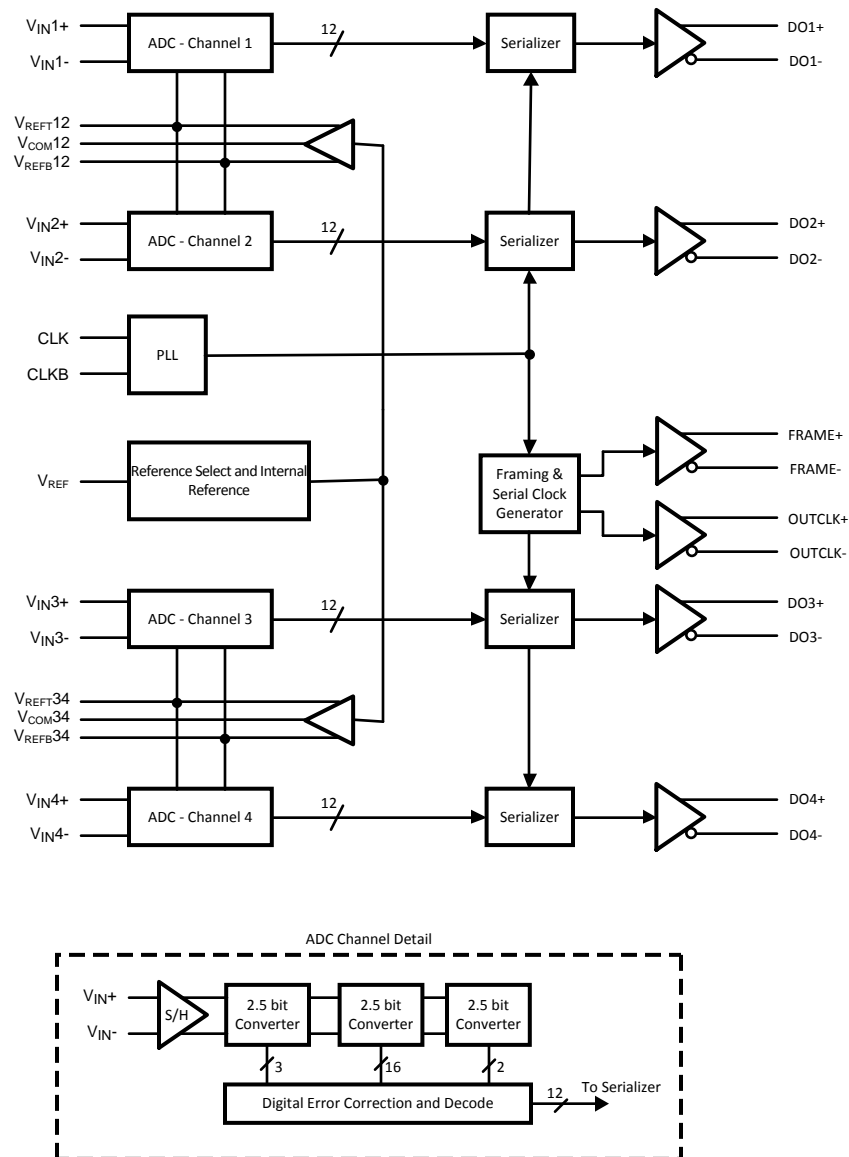 VIN1+
ADC - Channel 1
12
Serializer
DO1+
VIN1-
DO1-
VREFT12
VCOM12
VREFB12
VIN2+
ADC - Channel 2
12
Serializer
DO2+
VIN2-
DO2-
CLK
PLL
CLKB
VREF
Reference Select and Internal
Reference
Framing &
Serial Clock
Generator
FRAME+
FRAME-
OUTCLK+
OUTCLK-
VIN3+
ADC - Channel 3
12
Serializer
DO3+
VIN3-
DO3-
VREFT34
VCOM34
VREFB34
VIN4+
ADC - Channel 4
12
Serializer
DO4+
VIN4-
DO4-
ADC Channel Detail
VIN+
VIN-
S/H
2.5 bit
Converter
2.5 bit
Converter
2.5 bit
Converter
3
16
2
Digital Error Correction and Decode
12
To Serializer